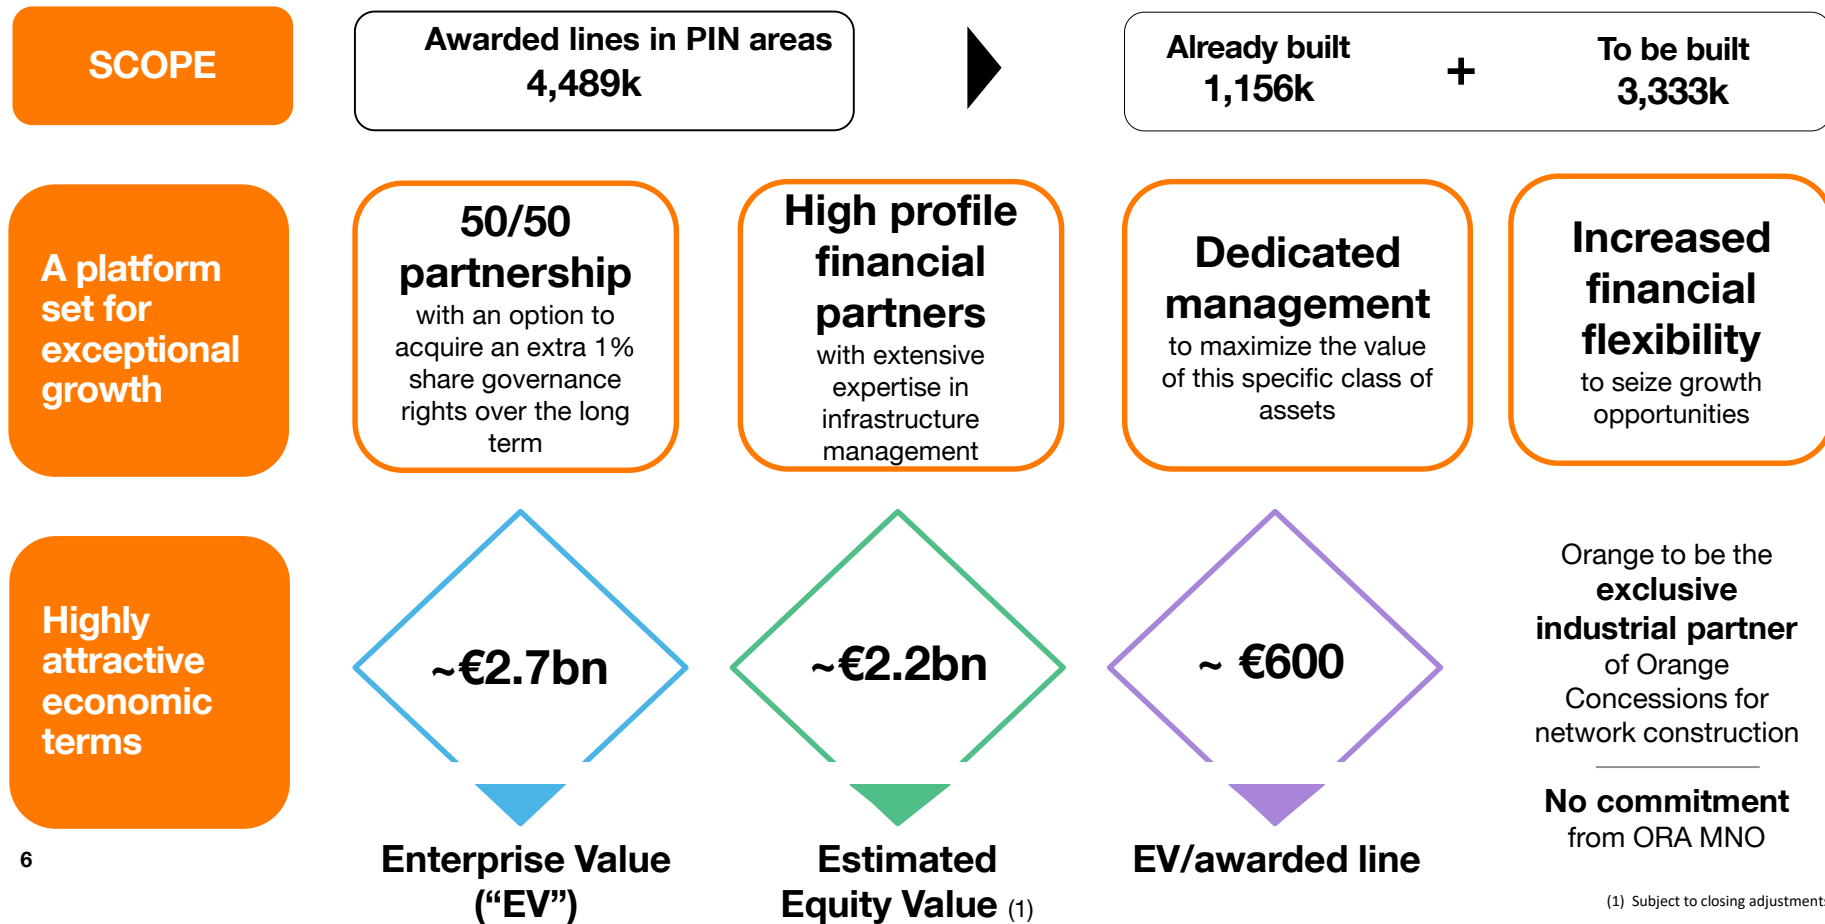 SCOPE
Awarded lines in PIN areas
4,489k
Already built
1,156k
+
To be built
3,333k
A platform
set for
exceptional
growth
50/50
partnership
with an option to
acquire an extra 1%
share governance
rights over the long
term
High profile
financial
partners
with extensive
expertise in
infrastructure
management
Dedicated
management
to maximize the value
of this specific class of
assets
Increased
financial
flexibility
to seize growth
opportunities
Highly
attractive
economic
terms
~€2.7bn
Enterprise Value
(“EV”)
~€2.2bn
Estimated
Equity Value (1)
~ €600
EV/awarded line
Orange to be the
exclusive
industrial partner
of Orange
Concessions for
network construction
No commitment
from ORA MNO
6
(1) Subject to closing adjustments